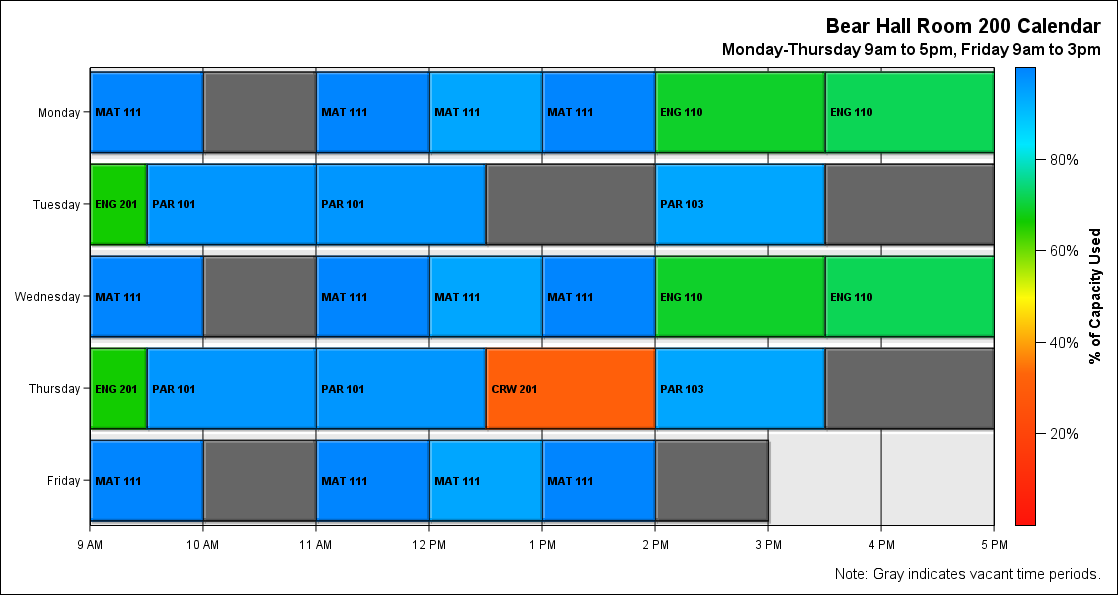 Bear Hall Room 200 Calendar
Monday-Thursday 9am to 5pm, Friday 9am to 3pm
Monday
MAT 111
MAT 111
MAT 111
MAT 111
ENG 110
ENG 110
Tuesday
ENG 201
PAR 101
PAR 101
PAR 103
Wednesday
MAT 111
MAT 111
MAT 111
MAT 111
ENG 110
ENG 110
Thursday
ENG 201
PAR 101
PAR 101
CRW 201
PAR 103
Friday
MAT 111
MAT 111
MAT 111
MAT 111
9 AM
10 AM
11 AM
12 PM
1 PM
2 PM
3 PM
4 PM
5 PM
80%
60%
40%
20%
% of Capacity Used
Note: Gray indicates vacant time periods.